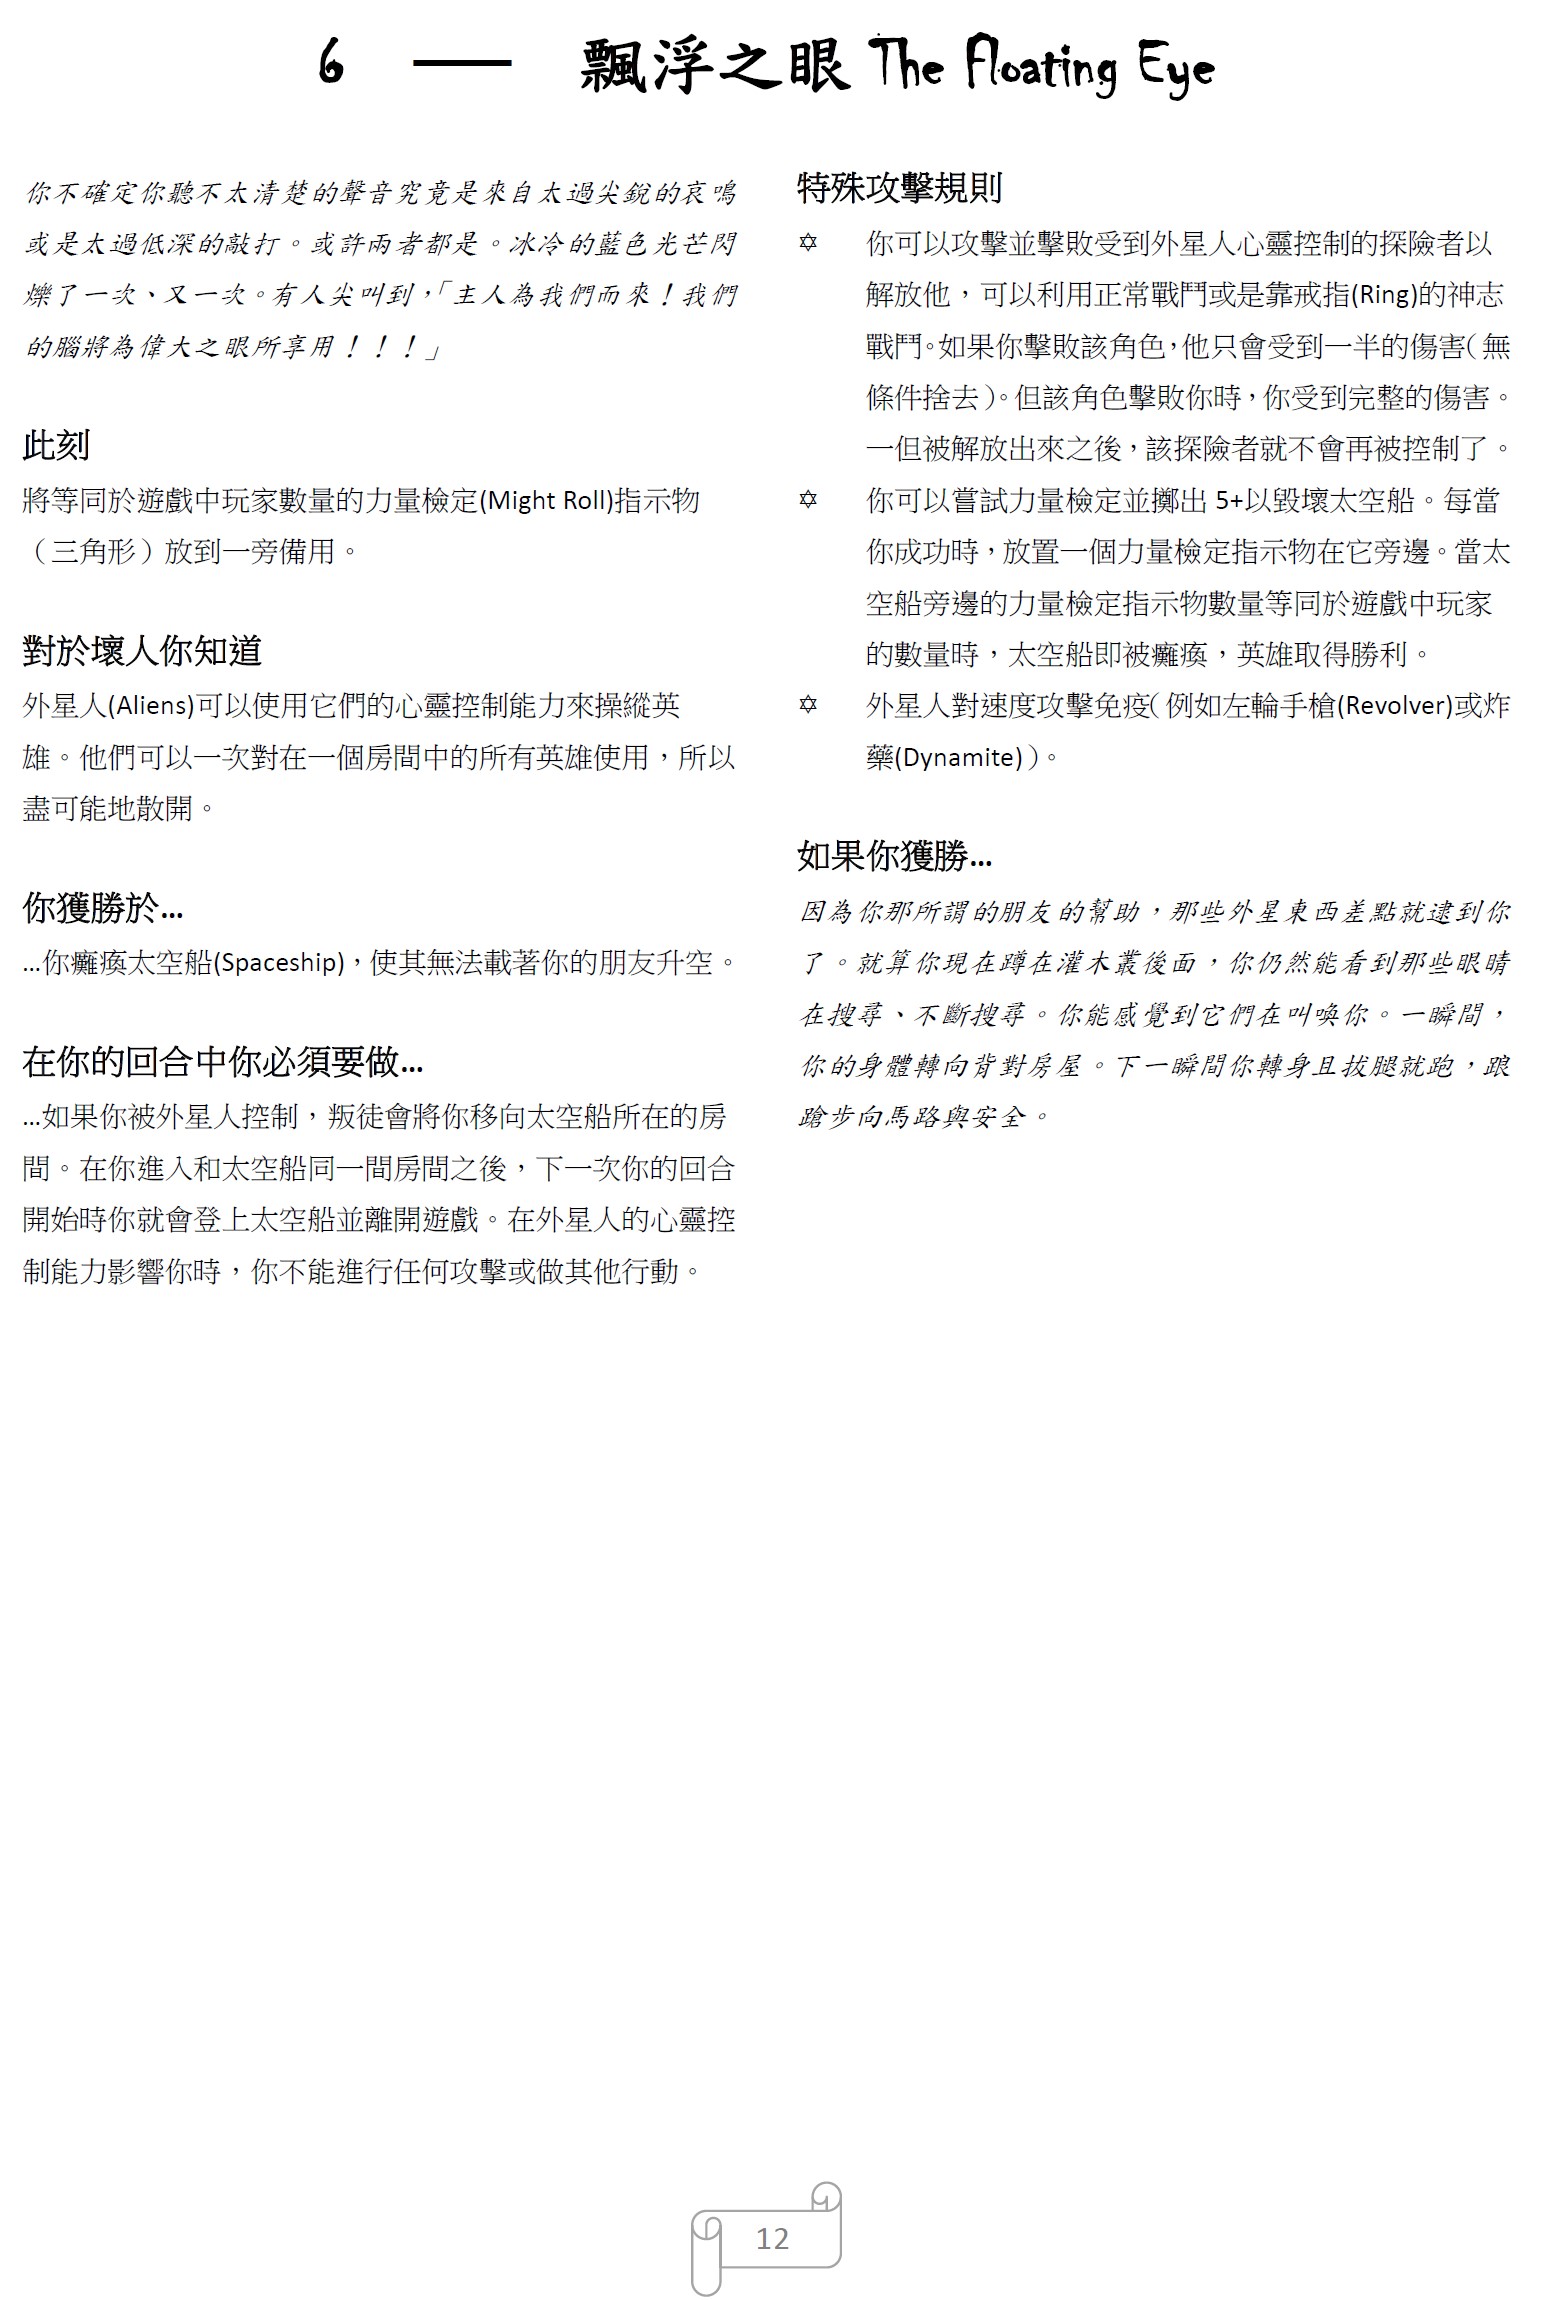 6 — 飄浮之眼 The Floating Eye
你不確定你聽不太清楚的聲音究竟是來自太過尖銳的哀鳴
或是太過低深的敲打。或許兩者都是。冰冷的藍色光芒閃
爍了一次、又一次。有人尖叫到，「主人為我們而來！我們
的腦將為偉大之眼所享用！！！」
此刻
將等同於遊戲中玩家數量的力量檢定(Might Roll)指示物
（三角形）放到一旁備用。
對於壞人你知道
外星人(Aliens)可以使用它們的心靈控制能力來操縱英
雄。他們可以一次對在一個房間中的所有英雄使用，所以
盡可能地散開。
你獲勝於…
…你癱瘓太空船(Spaceship)，使其無法載著你的朋友升空。
在你的回合中你必須要做…
…如果你被外星人控制，叛徒會將你移向太空船所在的房
間。在你進入和太空船同一間房間之後，下一次你的回合
開始時你就會登上太空船並離開遊戲。在外星人的心靈控
制能力影響你時，你不能進行任何攻擊或做其他行動。
特殊攻擊規則
✡ 你可以攻擊並擊敗受到外星人心靈控制的探險者以
解放他，可以利用正常戰鬥或是靠戒指(Ring)的神志
戰鬥。如果你擊敗該角色，他只會受到一半的傷害（無
條件捨去）。但該角色擊敗你時，你受到完整的傷害。
一但被解放出來之後，該探險者就不會再被控制了。
✡ 你可以嘗試力量檢定並擲出 5+以毀壞太空船。每當
你成功時，放置一個力量檢定指示物在它旁邊。當太
空船旁邊的力量檢定指示物數量等同於遊戲中玩家
的數量時，太空船即被癱瘓，英雄取得勝利。
✡ 外星人對速度攻擊免疫（例如左輪手槍(Revolver)或炸
藥(Dynamite)）。
如果你獲勝…
因為你那所謂的朋友的幫助，那些外星東西差點就逮到你
了。就算你現在蹲在灌木叢後面，你仍然能看到那些眼睛
在搜尋、不斷搜尋。你能感覺到它們在叫喚你。一瞬間，
你的身體轉向背對房屋。下一瞬間你轉身且拔腿就跑，踉
蹌步向馬路與安全。
12